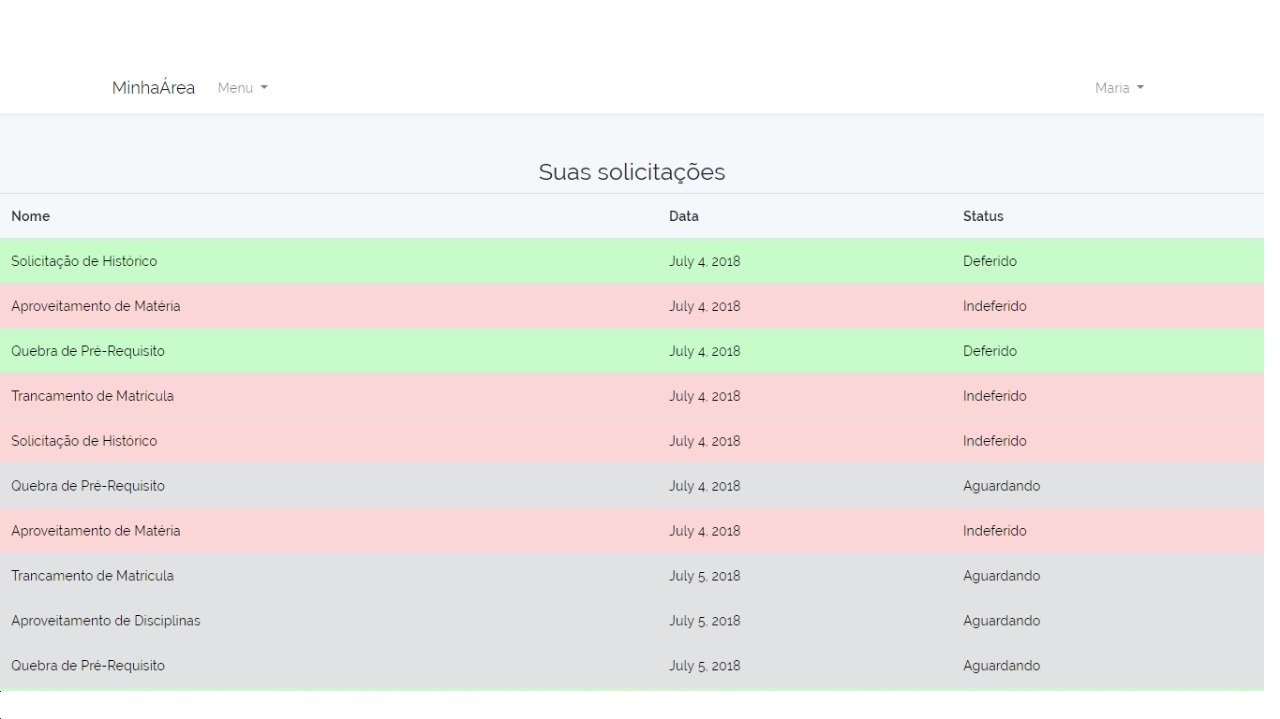 MinhaÁrea Menu Maria
Suas solicitações
Nome Data Status
Solicitação de Histórico July 4, 2018 Deferido
Aproveitamento de Matéria July 4, 2018 Indeferido
Quebra de Pré-Requisito July 4, 2018 Deferido
Trancamento de Matrícula July 4, 2018 Indeferido
Solicitação de Histórico July 4, 2018 Indeferido
Quebra de Pré-Requisito July 4, 2018 Aguardando
Aproveitamento de Matéria July 4, 2018 Indeferido
Trancamento de Matrícula July 5, 2018 Aguardando
Aproveitamento de Disciplinas July 5, 2018 Aguardando
Quebra de Pré-Requisito July 5, 2018 Aguardando